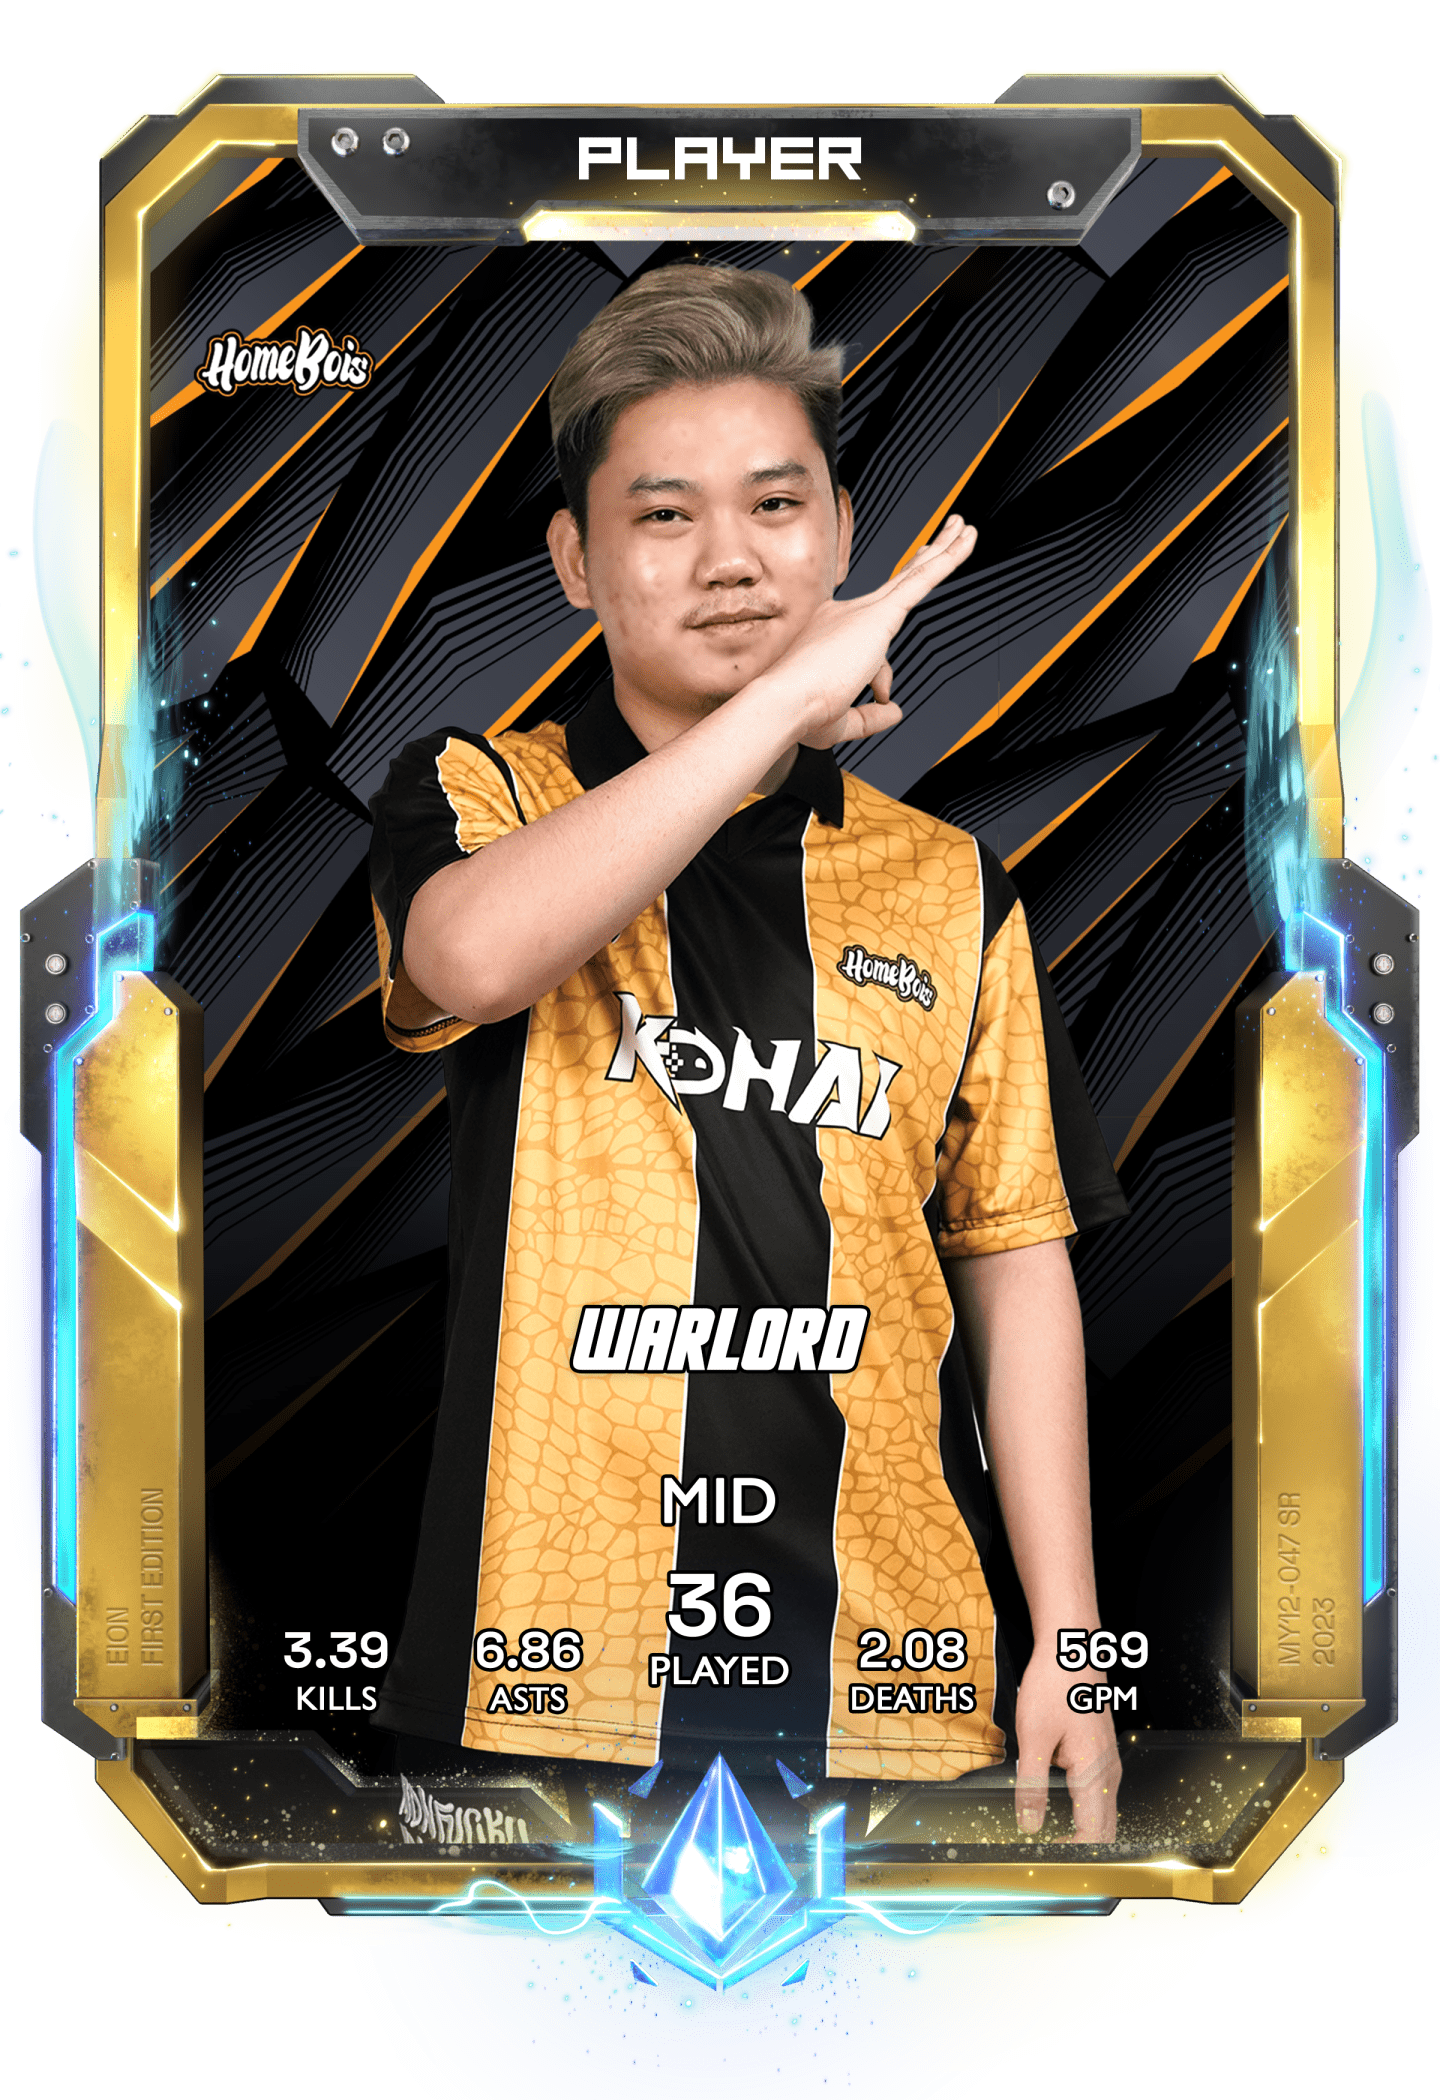 PLAYER
HomeBois
HomeBois
KOHAI
WARLORD
MID
36
PLAYED
3.39
KILLS
6.86
ASTS
2.08
DEATHS
569
GPM
EION
FIRST EDITION
MY12-047 SR
2023